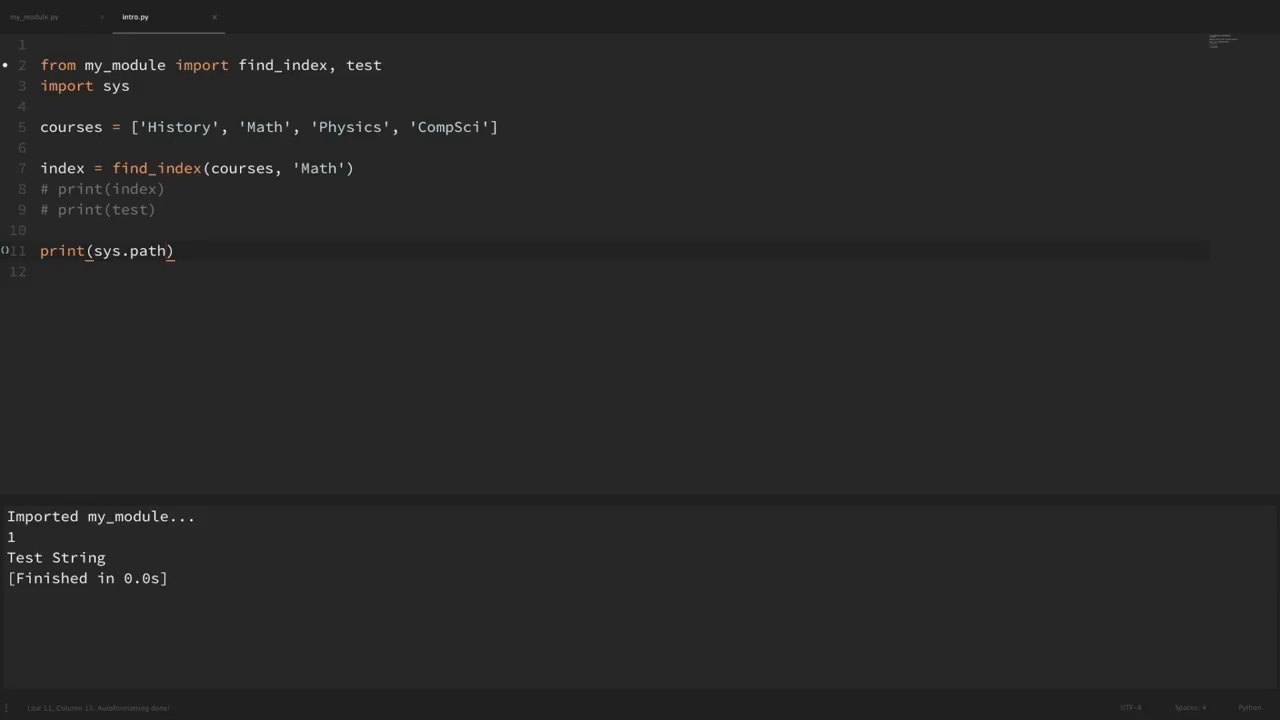 my_module.py × intro.py ×
1
2 from my_module import find_index, test
3 import sys
4
5 courses = ['History', 'Math', 'Physics', 'CompSci']
6
7 index = find_index(courses, 'Math')
8 # print(index)
9 # print(test)
10
11 print(sys.path)
12
Imported my_module...
1
Test String
[Finished in 0.0s]
Line 11, Column 15, Autoformatting done! UTF-8 Spaces: 4 Python